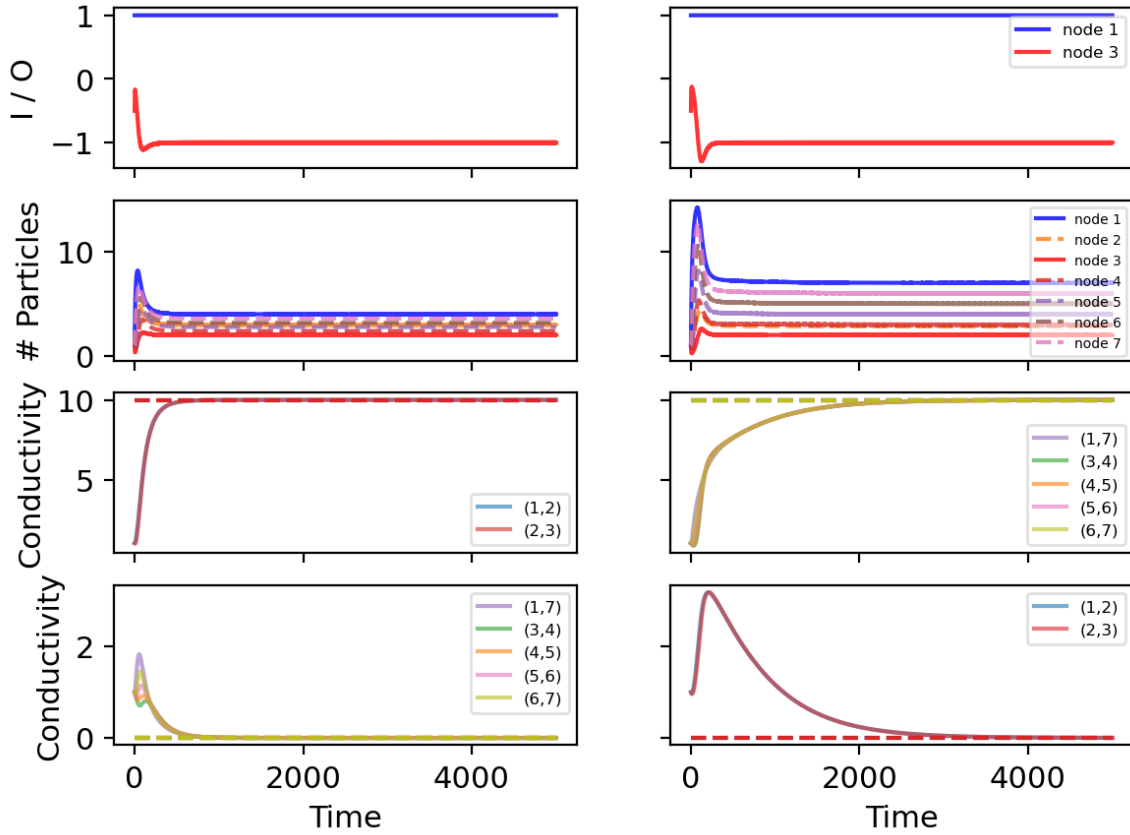 I / O
1
0
−1
node 1
node 3
# Particles
10
0
node 1
node 2
node 3
node 4
node 5
node 6
node 7
Conductivity
10
5
(1,2)
(2,3)
(1,7)
(3,4)
(4,5)
(5,6)
(6,7)
Conductivity
2
0
(1,7)
(3,4)
(4,5)
(5,6)
(6,7)
(1,2)
(2,3)
0
2000
4000
0
2000
4000
Time
Time